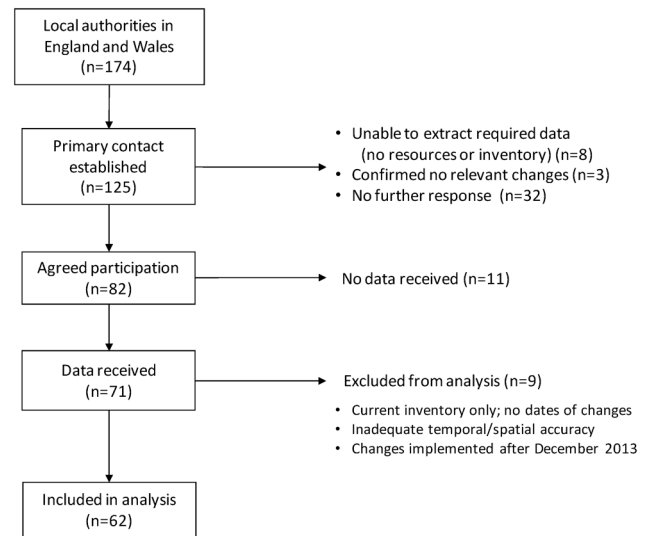 Local authorities in
England and Wales
(n=174)
Primary contact
established
(n=125)
• Unable to extract required data
(no resources or inventory) (n=8)
• Confirmed no relevant changes (n=3)
• No further response (n=32)
Agreed participation
(n=82)
No data received (n=11)
Data received
(n=71)
Excluded from analysis (n=9)
• Current inventory only; no dates of changes
• Inadequate temporal/spatial accuracy
• Changes implemented after December 2013
Included in analysis
(n=62)